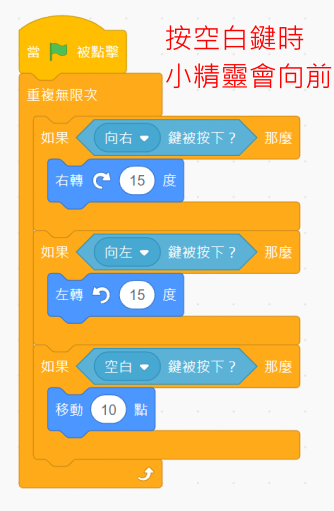 按空白鍵時
小精靈會向前
當 被點擊
重複無限次
如果 向右 鍵被按下？ 那麼
右轉 15 度
如果 向左 鍵被按下？ 那麼
左轉 15 度
如果 空白 鍵被按下？ 那麼
移動 10 點